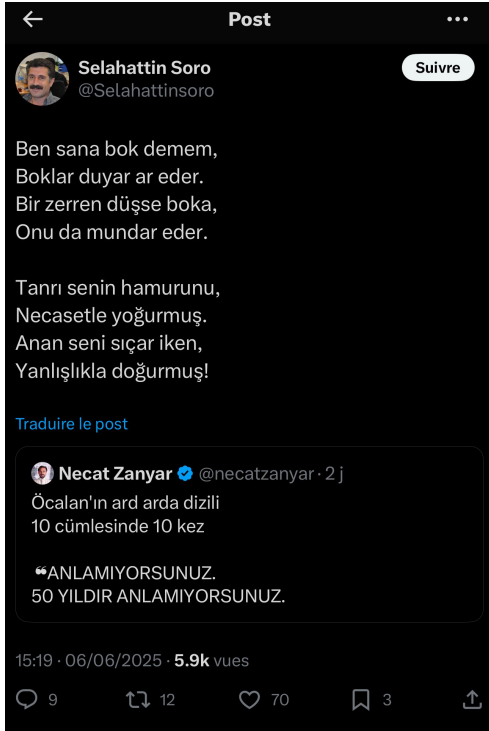 Post
Selahattin Soro
@Selahattinsoro
Suivre
Ben sana bok demem,
Boklar duyar ar eder.
Bir zerren düşse boka,
Onu da mundar eder.
Tanrı senin hamurunu,
Necasetle yoğurmuş.
Anan seni sıçar iken,
Yanlışlıkla doğurmuş!
Traduire le post
Necat Zanyar @necatzanyar · 2 j
Öcalan'ın ard arda dizili
10 cümlesinde 10 kez
❝ANLAMIYORSUNUZ.
50 YILDIR ANLAMIYORSUNUZ.
15:19 · 06/06/2025 · 5.9k vues
9 12 70 3